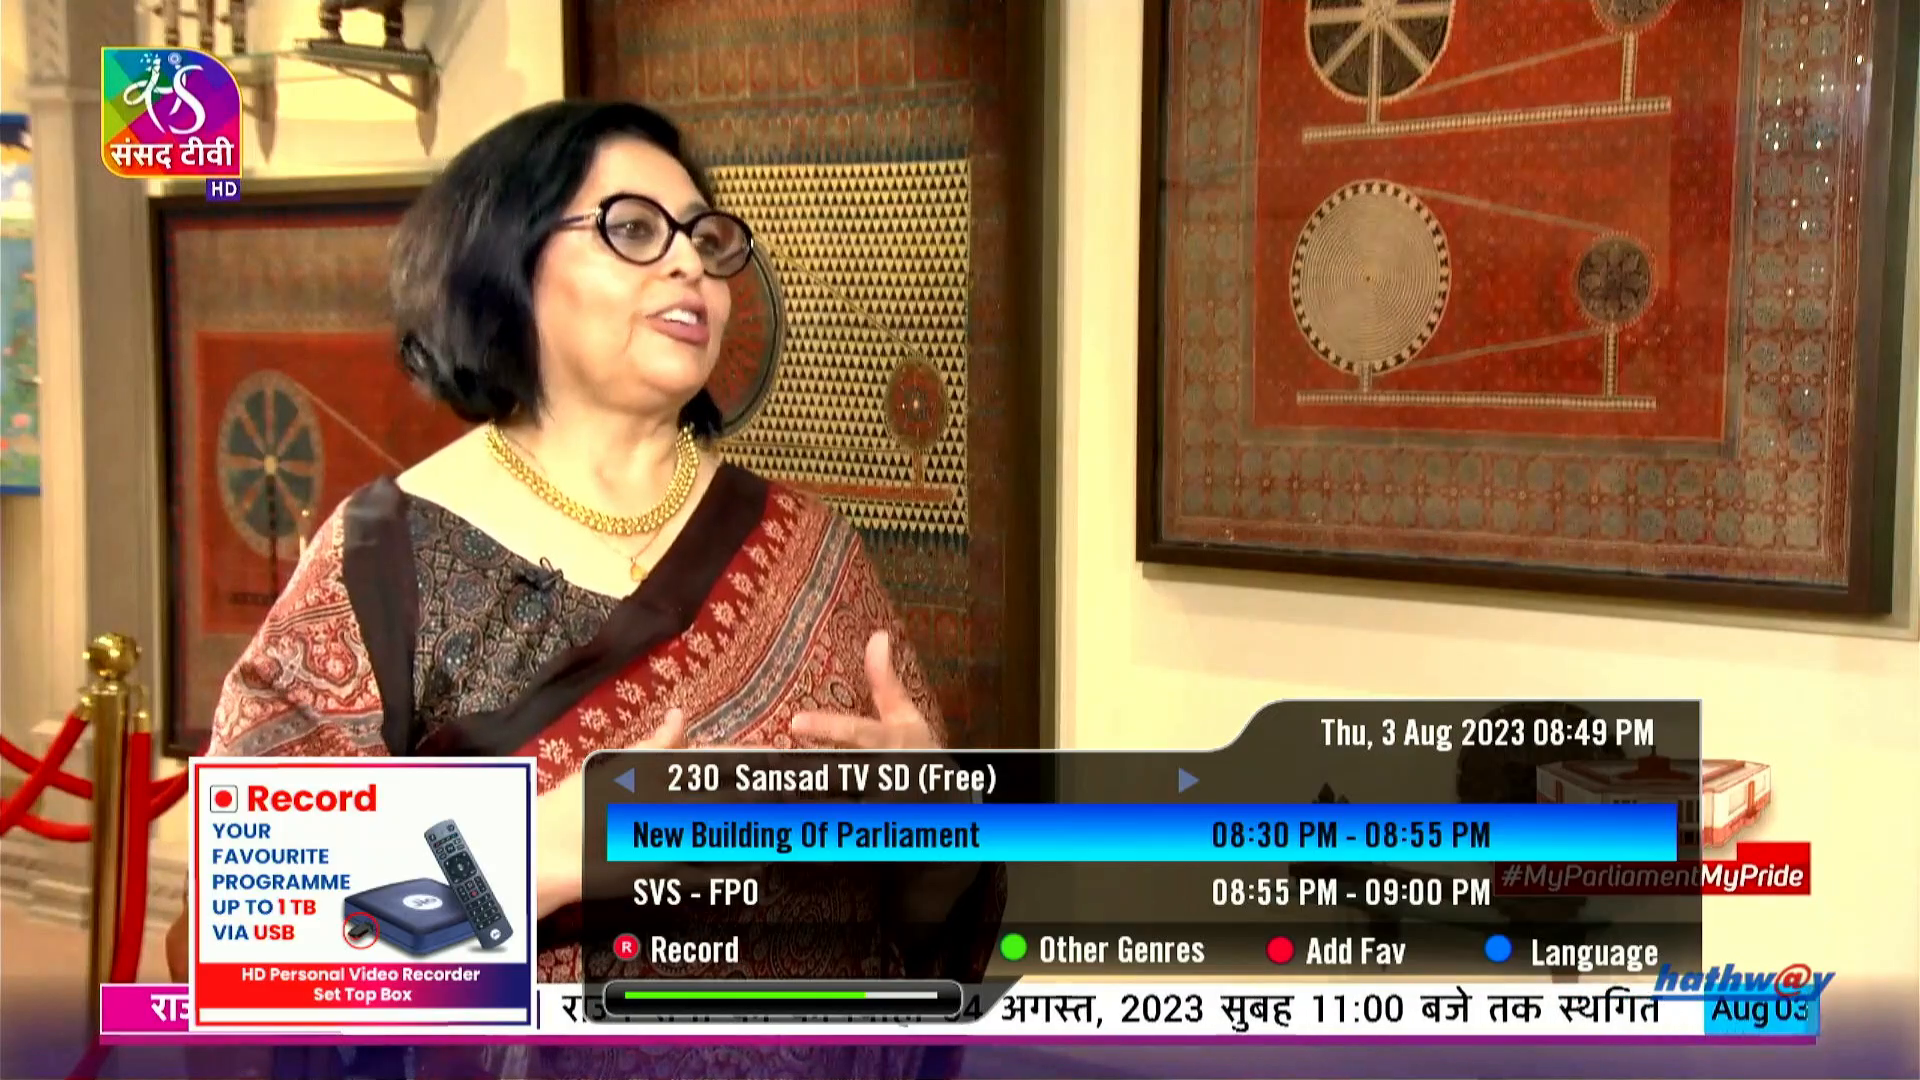 संसद टीवी
HD
Thu, 3 Aug 2023 08:49 PM
230 Sansad TV SD (Free)
New Building Of Parliament 08:30 PM - 08:55 PM
SVS - FPO 08:55 PM - 09:00 PM
#MyParliamentMyPride
R Record
Other Genres
Add Fav
Language
Record
YOUR
FAVOURITE
PROGRAMME
UP TO 1 TB
VIA USB
Jio
HD Personal Video Recorder
Set Top Box
hathw@y
अगस्त, 2023 सुबह 11:00 बजे तक स्थगित
Aug 03